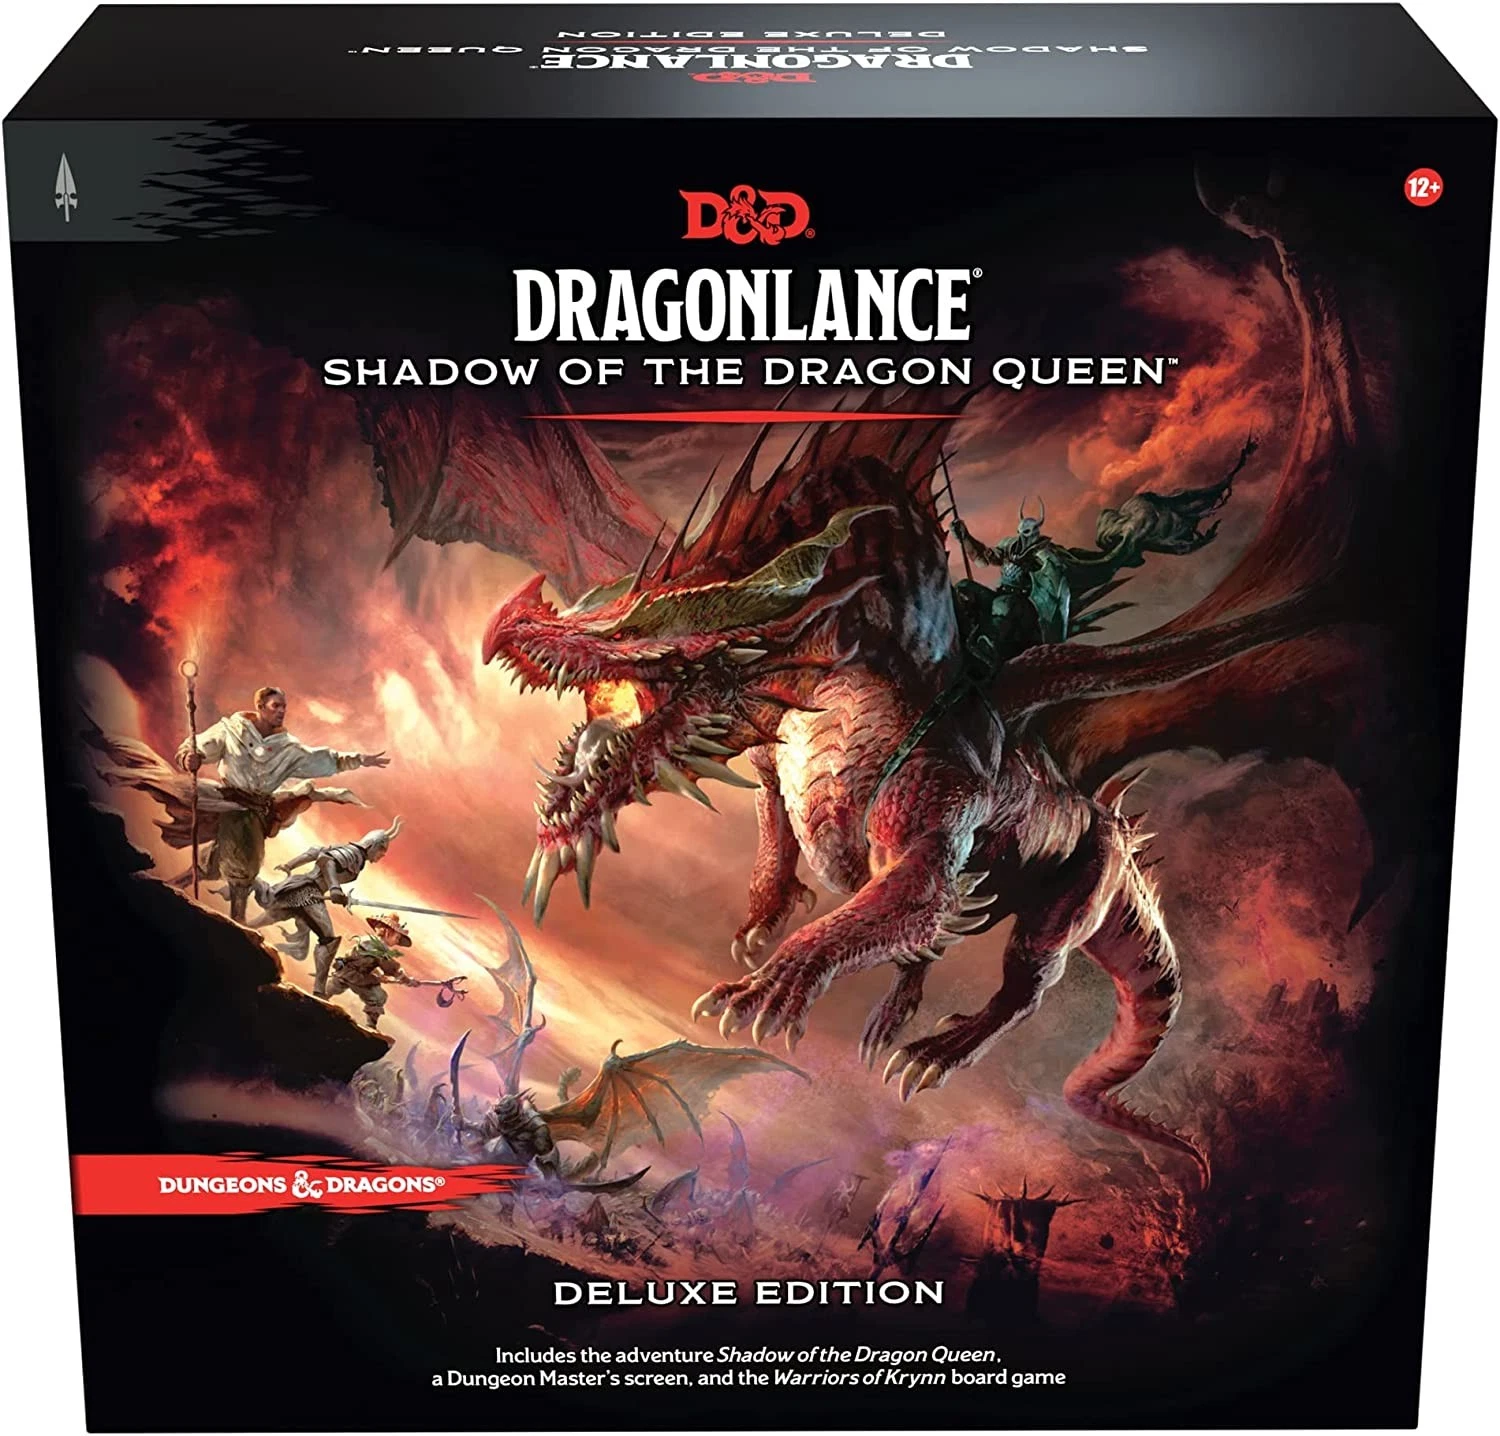 DELUXE EDITION
SHADOW OF THE DRAGON QUEEN™
DRAGONLANCE®
D&D
12+
D&D®
DRAGONLANCE®
SHADOW OF THE DRAGON QUEEN™
DUNGEONS & DRAGONS®
DELUXE EDITION
Includes the adventure Shadow of the Dragon Queen,
a Dungeon Master's screen, and the Warriors of Krynn board game